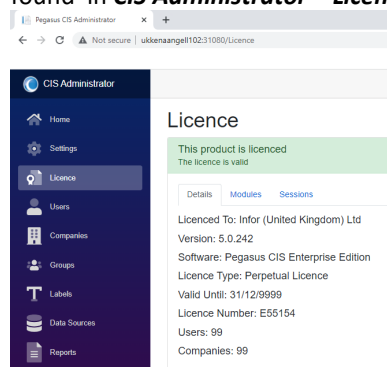 found in CIS Administrator – Licen
Pegasus CIS Administrator × +
Not secure | ukkenaangell102:31080/Licence
CIS Administrator
Home
Settings
Licence
Users
Companies
Groups
Labels
Data Sources
Reports
Licence
This product is licenced
The licence is valid
Details Modules Sessions
Licenced To: Infor (United Kingdom) Ltd
Version: 5.0.242
Software: Pegasus CIS Enterprise Edition
Licence Type: Perpetual Licence
Valid Until: 31/12/9999
Licence Number: E55154
Users: 99
Companies: 99